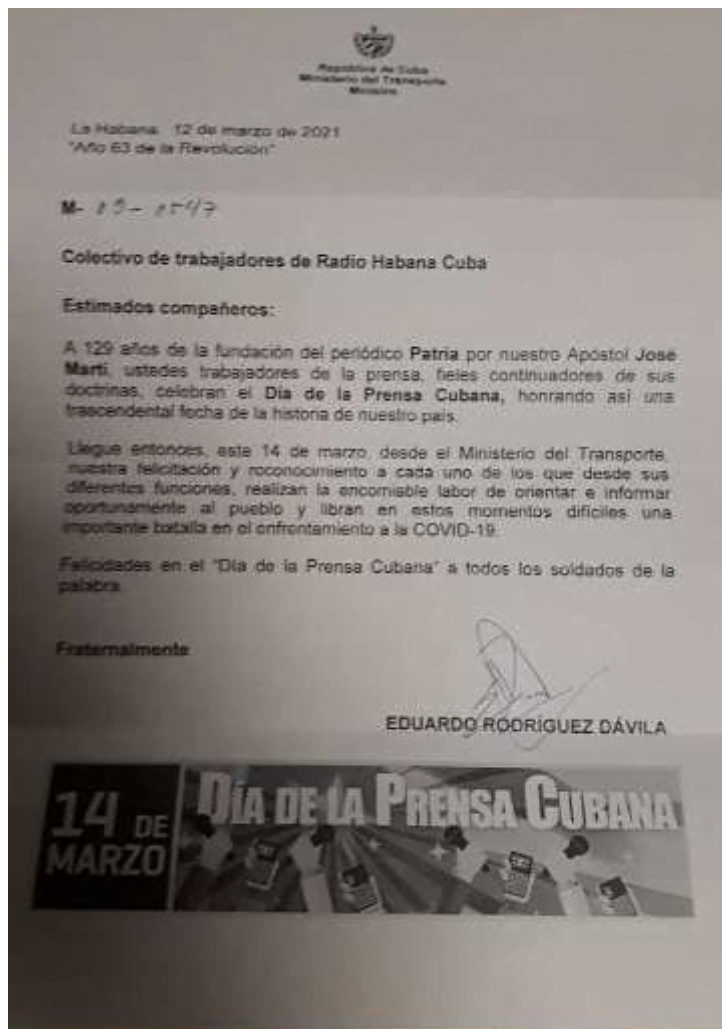 República de Cuba
Ministerio del Transporte
Ministro
La Habana, 12 de marzo de 2021
"Año 63 de la Revolución"
M-
Colectivo de trabajadores de Radio Habana Cuba
Estimados compañeros:
A 129 años de la fundación del periódico Patria por nuestro Apóstol José
Martí, ustedes trabajadores de la prensa, fieles continuadores de sus
doctrinas, celebran el Día de la Prensa Cubana, honrando así una
trascendental fecha de la historia de nuestro país.
Llegue entonces, este 14 de marzo, desde el Ministerio del Transporte,
nuestra felicitación y reconocimiento a cada uno de los que desde sus
diferentes funciones, realizan la encomiable labor de orientar e informar
oportunamente al pueblo y libran en estos momentos difíciles una
importante batalla en el enfrentamiento a la COVID-19.
Felicidades en el "Día de la Prensa Cubana" a todos los soldados de la
palabra.
Fraternalmente
EDUARDO RODRÍGUEZ DÁVILA
14 DE
MARZO
DÍA DE LA PRENSA CUBANA